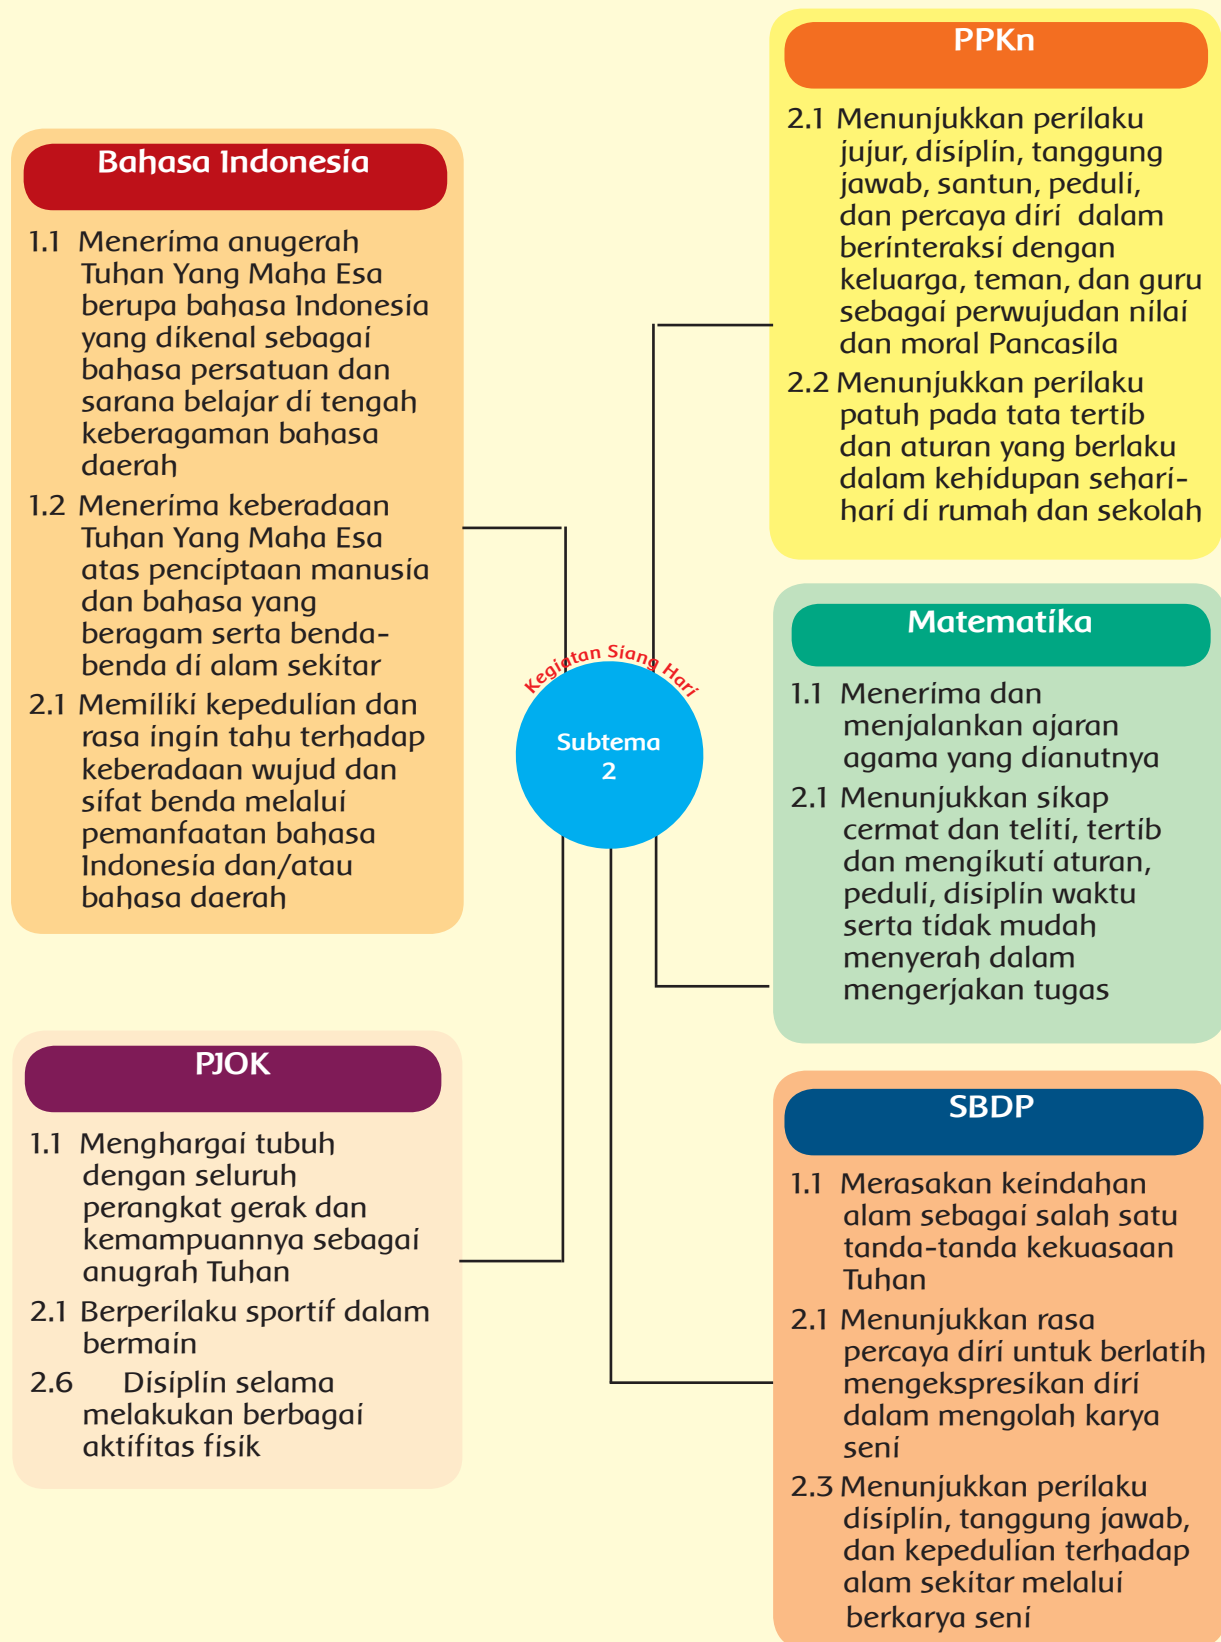 Bahasa Indonesia
1.1 Menerima anugerah
Tuhan Yang Maha Esa
berupa bahasa Indonesia
yang dikenal sebagai
bahasa persatuan dan
sarana belajar di tengah
keberagaman bahasa
daerah
1.2 Menerima keberadaan
Tuhan Yang Maha Esa
atas penciptaan manusia
dan bahasa yang
beragam serta benda-
benda di alam sekitar
2.1 Memiliki kepedulian dan
rasa ingin tahu terhadap
keberadaan wujud dan
sifat benda melalui
pemanfaatan bahasa
Indonesia dan/atau
bahasa daerah
PJOK
1.1 Menghargai tubuh
dengan seluruh
perangkat gerak dan
kemampuannya sebagai
anugrah Tuhan
2.1 Berperilaku sportif dalam
bermain
2.6 Disiplin selama
melakukan berbagai
aktifitas fisik
Kegiatan Siang Hari
Subtema
2
PPKn
2.1 Menunjukkan perilaku
jujur, disiplin, tanggung
jawab, santun, peduli,
dan percaya diri dalam
berinteraksi dengan
keluarga, teman, dan guru
sebagai perwujudan nilai
dan moral Pancasila
2.2 Menunjukkan perilaku
patuh pada tata tertib
dan aturan yang berlaku
dalam kehidupan sehari-
hari di rumah dan sekolah
Matematika
1.1 Menerima dan
menjalankan ajaran
agama yang dianutnya
2.1 Menunjukkan sikap
cermat dan teliti, tertib
dan mengikuti aturan,
peduli, disiplin waktu
serta tidak mudah
menyerah dalam
mengerjakan tugas
SBDP
1.1 Merasakan keindahan
alam sebagai salah satu
tanda-tanda kekuasaan
Tuhan
2.1 Menunjukkan rasa
percaya diri untuk berlatih
mengekspresikan diri
dalam mengolah karya
seni
2.3 Menunjukkan perilaku
disiplin, tanggung jawab,
dan kepedulian terhadap
alam sekitar melalui
berkarya seni